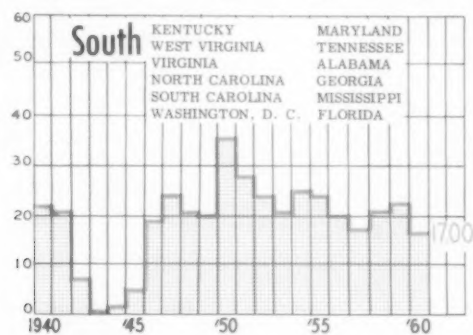 60
50
40
30
20
10
0
South
KENTUCKY
WEST VIRGINIA
VIRGINIA
NORTH CAROLINA
SOUTH CAROLINA
WASHINGTON, D. C.
MARYLAND
TENNESSEE
ALABAMA
GEORGIA
MISSISSIPPI
FLORIDA
1700
1940 '45 '50 '55 '60